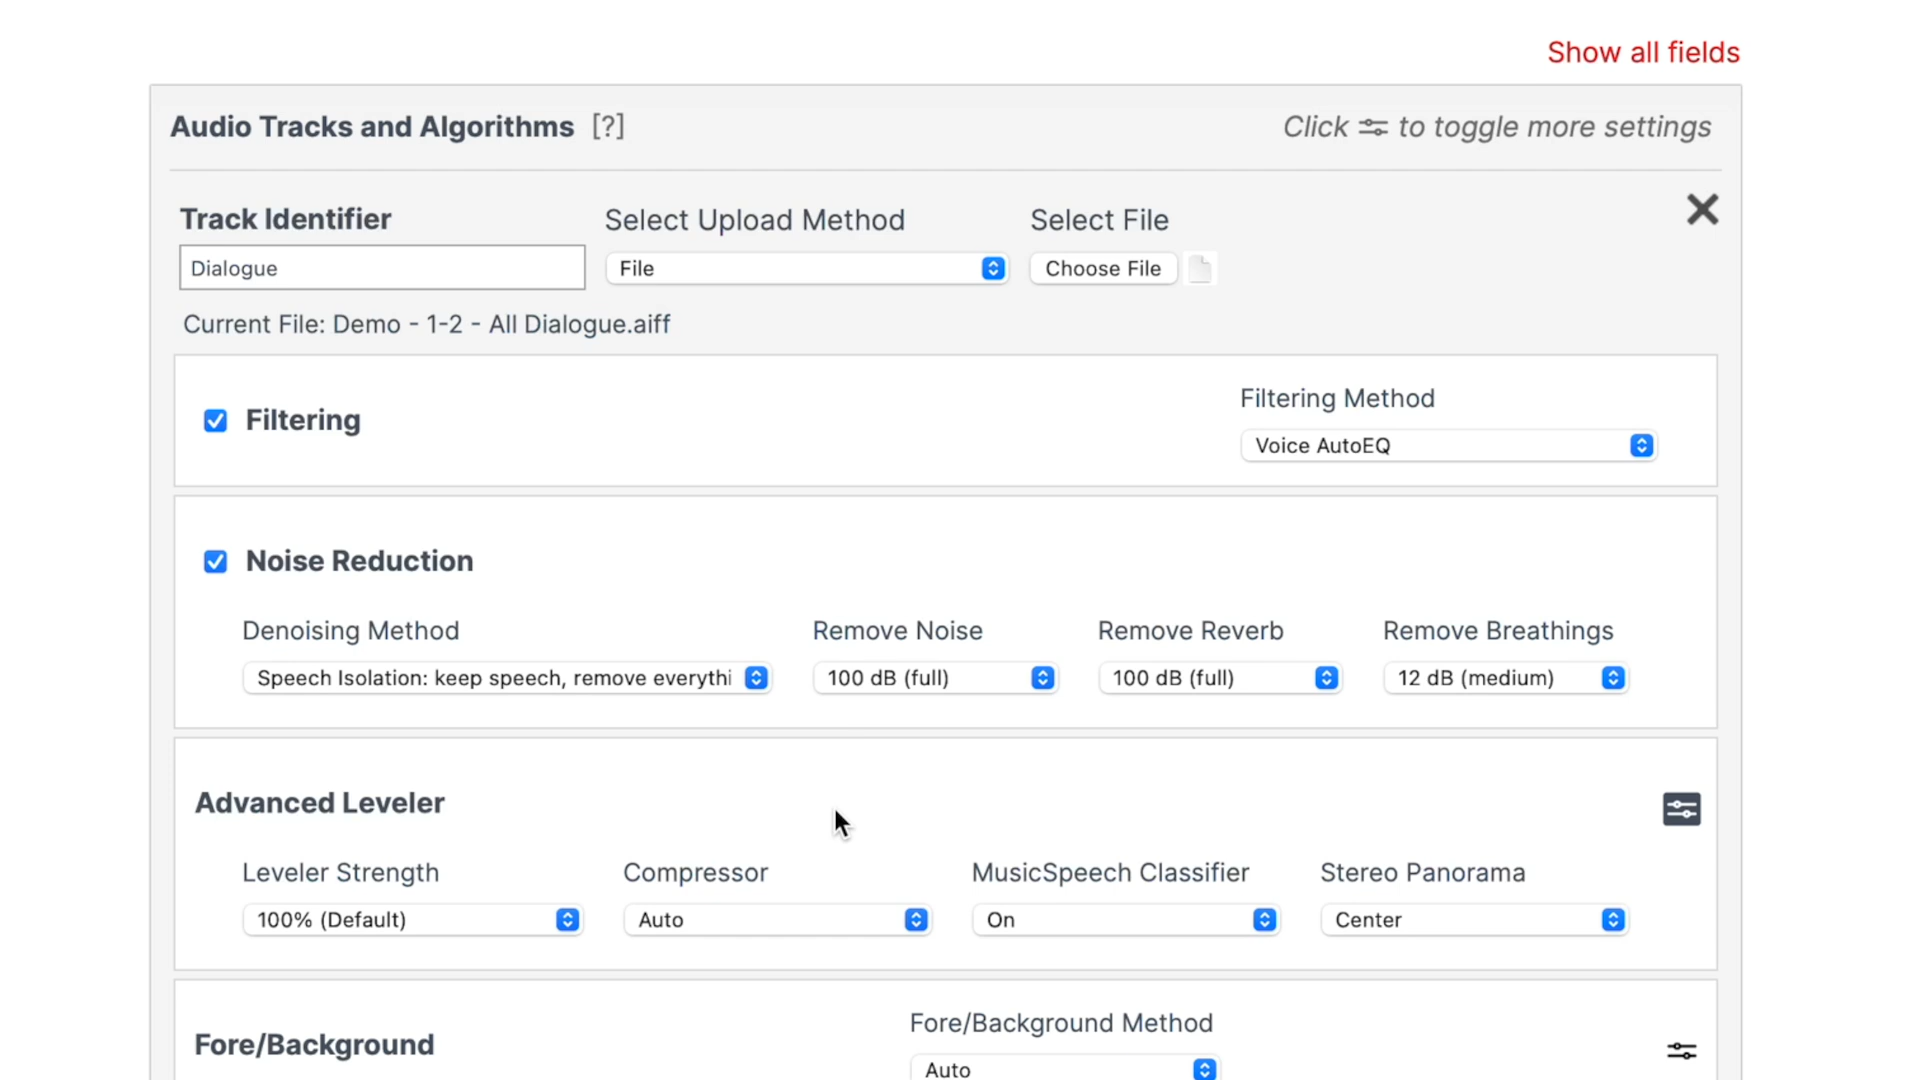 Show all fields
Audio Tracks and Algorithms [?]
Click to toggle more settings
Track Identifier
Select Upload Method
Select File
Dialogue
File
Choose File
Current File: Demo - 1-2 - All Dialogue.aiff
Filtering
Filtering Method
Voice AutoEQ
Noise Reduction
Denoising Method
Remove Noise
Remove Reverb
Remove Breathings
Speech Isolation: keep speech, remove everythi
100 dB (full)
100 dB (full)
12 dB (medium)
Advanced Leveler
Leveler Strength
Compressor
MusicSpeech Classifier
Stereo Panorama
100% (Default)
Auto
On
Center
Fore/Background
Fore/Background Method
Auto